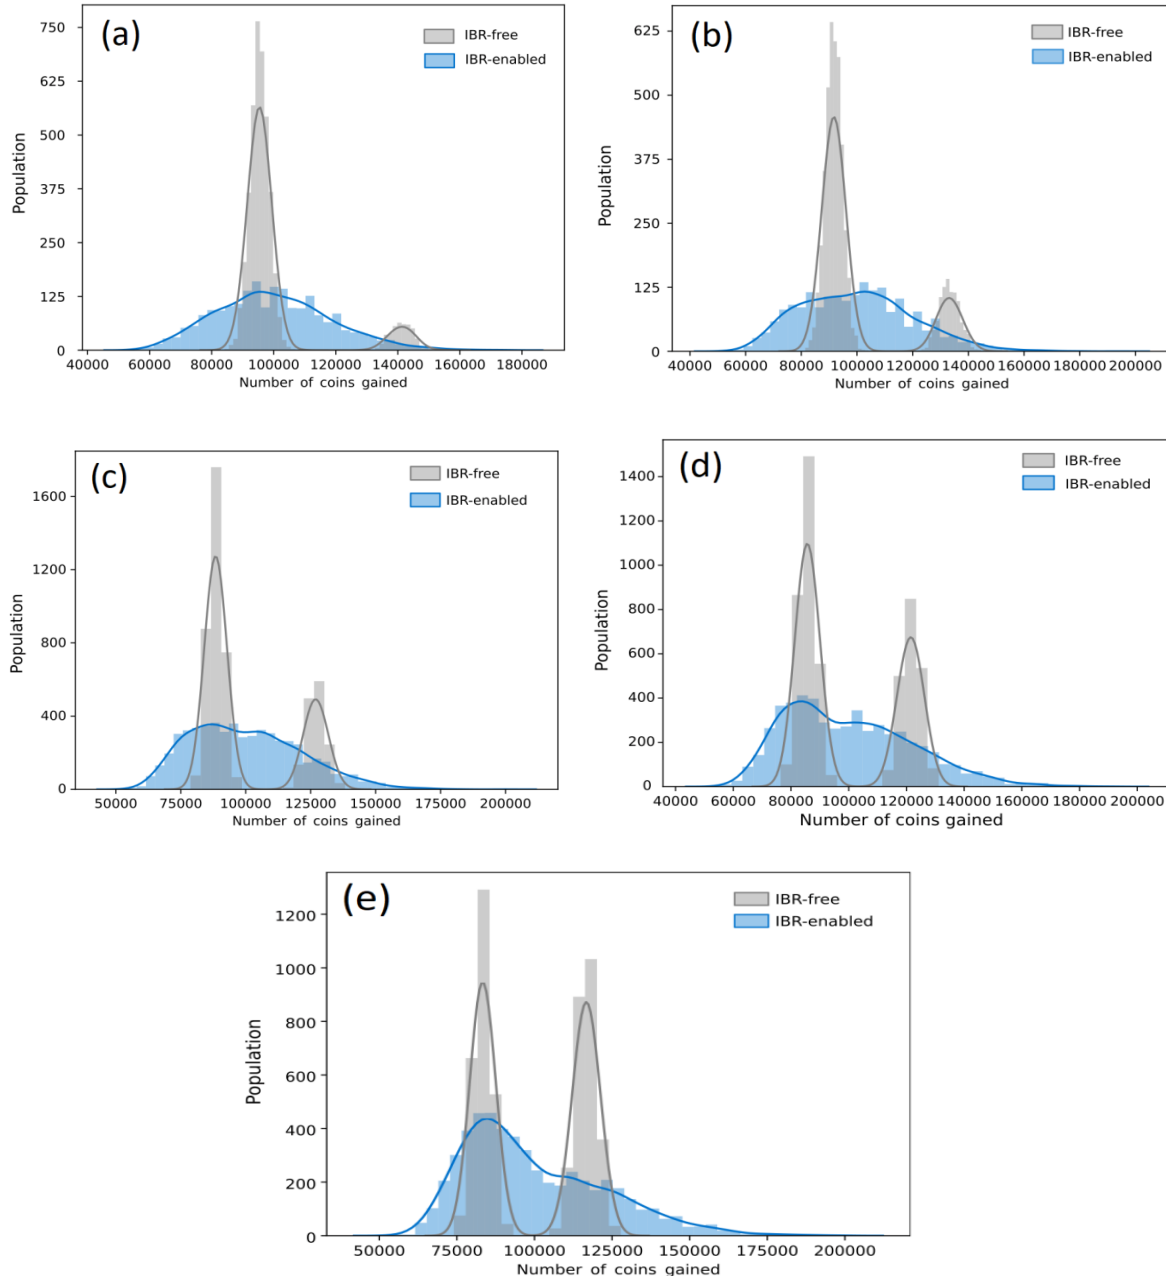 (a)
IBR-free
IBR-enabled
Population
750
625
500
375
250
125
0
40000 60000 80000 100000 120000 140000 160000 180000
Number of coins gained
(b)
IBR-free
IBR-enabled
Population
625
500
375
250
125
0
40000 60000 80000 100000 120000 140000 160000 180000 200000
Number of coins gained
(c)
IBR-free
IBR-enabled
Population
1600
1200
800
400
0
50000 75000 100000 125000 150000 175000 200000
Number of coins gained
(d)
IBR-free
IBR-enabled
Population
1400
1200
1000
800
600
400
200
0
40000 60000 80000 100000 120000 140000 160000 180000 200000
Number of coins gained
(e)
IBR-free
IBR-enabled
Population
1200
1000
800
600
400
200
0
50000 75000 100000 125000 150000 175000 200000
Number of coins gained